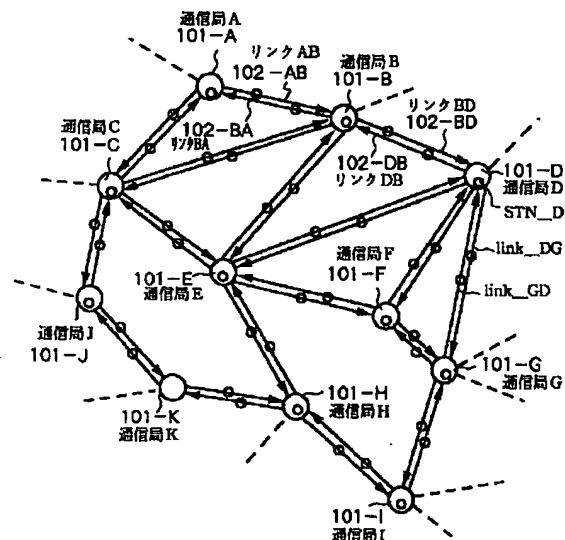 通信局A
101-A
リンクAB
102-AB
通信局B
101-B
リンクBD
102-BD
通信局C
101-C
102-BA
リンクBA
102-DB
リンクDB
101-D
通信局D
STN_D
通信局F
101-F
link_DG
101-E
通信局E
link_GD
通信局J
101-J
101-G
通信局G
101-K
通信局K
101-H
通信局H
101-I
通信局I